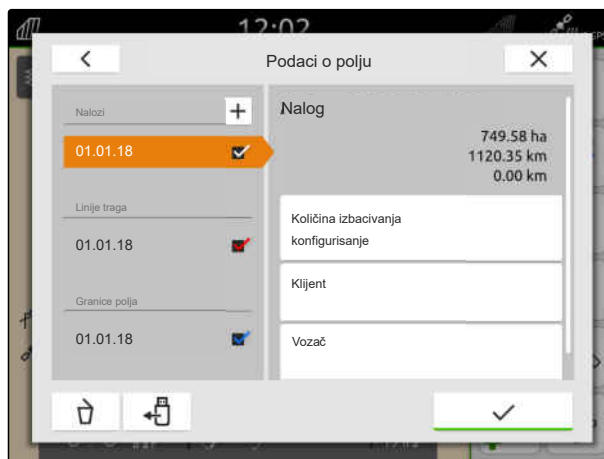 12:02
Podaci o polju
Nalozi
01.01.18
Linije traga
01.01.18
Granice polja
01.01.18
Nalog
749.58 ha
1120.35 km
0.00 km
Količina izbacivanja
konfigurisanje
Klijent
Vozač